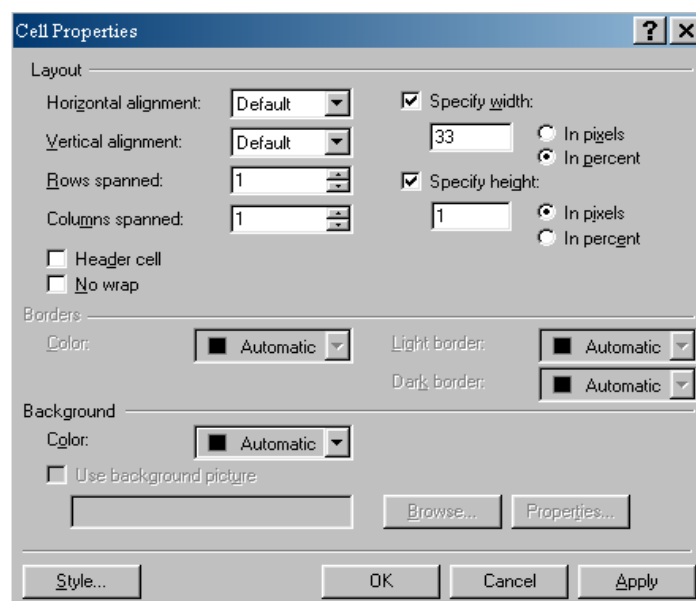 Cell Properties
Layout
Horizontal alignment: Default
Specify width:
33
In pixels
In percent
Vertical alignment: Default
Rows spanned: 1
Specify height:
1
In pixels
In percent
Columns spanned: 1
Header cell
No wrap
Borders
Color: Automatic
Light border: Automatic
Dark border: Automatic
Background
Color: Automatic
Use background picture
Browse... Properties...
Style... OK Cancel Apply